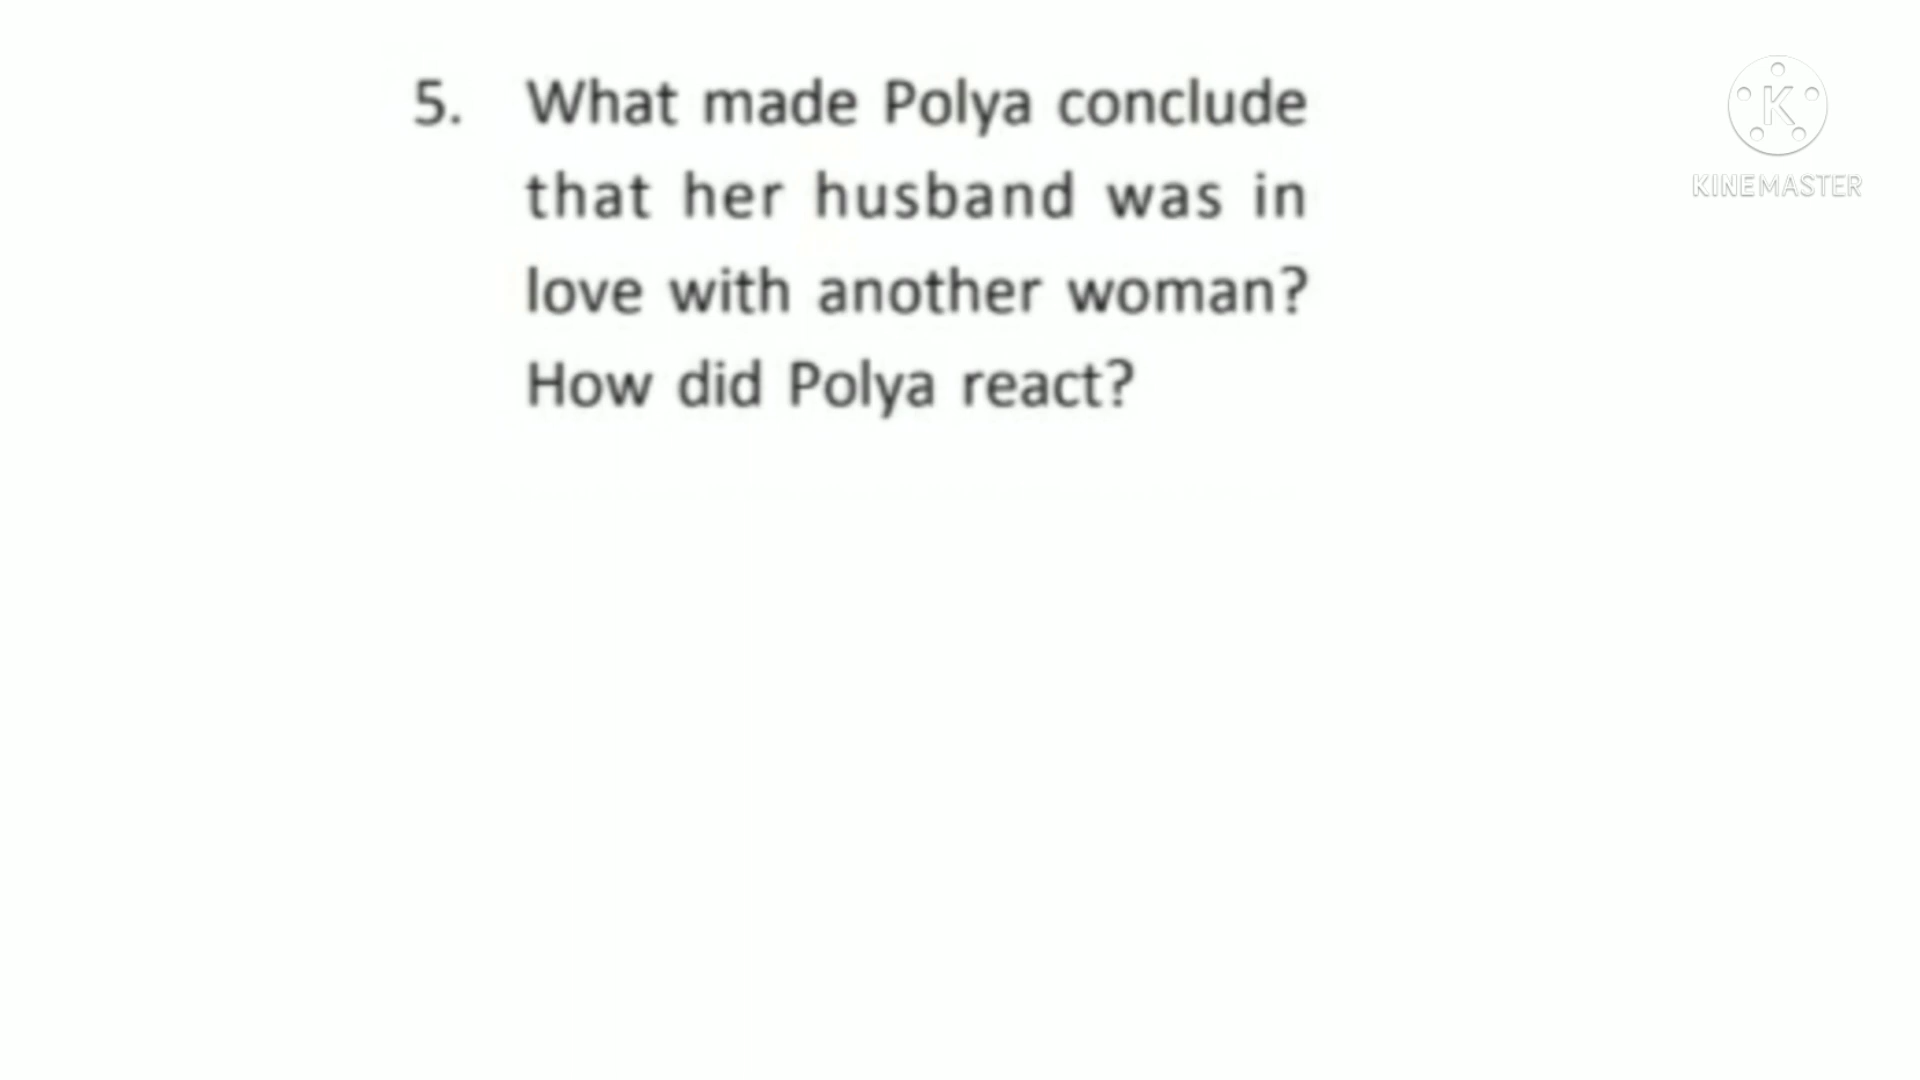 5. What made Polya conclude
that her husband was in
love with another woman?
How did Polya react?
K
KINEMASTER